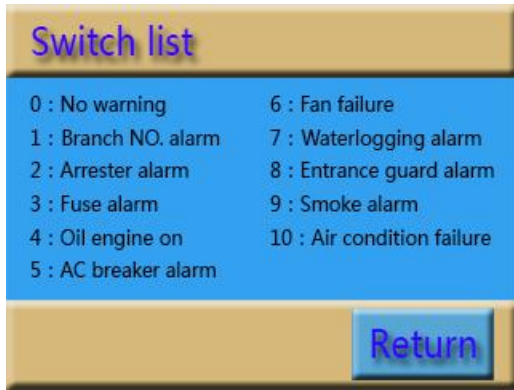 Switch list
0 : No warning
1 : Branch NO. alarm
2 : Arrester alarm
3 : Fuse alarm
4 : Oil engine on
5 : AC breaker alarm
6 : Fan failure
7 : Waterlogging alarm
8 : Entrance guard alarm
9 : Smoke alarm
10 : Air condition failure
Return